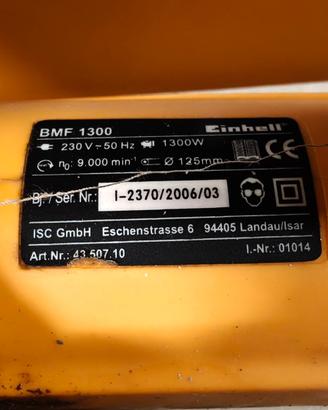 BMF 1300 Einhell
230 V ~ 50 Hz 1300W
n₀: 9.000 min⁻¹ Ø 125mm CE
Bj. / Ser. Nr.: I-2370/2006/03
ISC GmbH Eschenstrasse 6 94405 Landau/Isar
Art.Nr.: 43.507.10 I.-Nr.: 01014